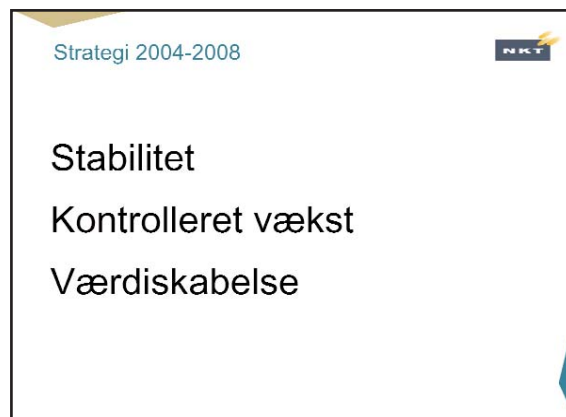 Strategi 2004-2008
NKT
Stabilitet
Kontrolleret vækst
Værdiskabelse